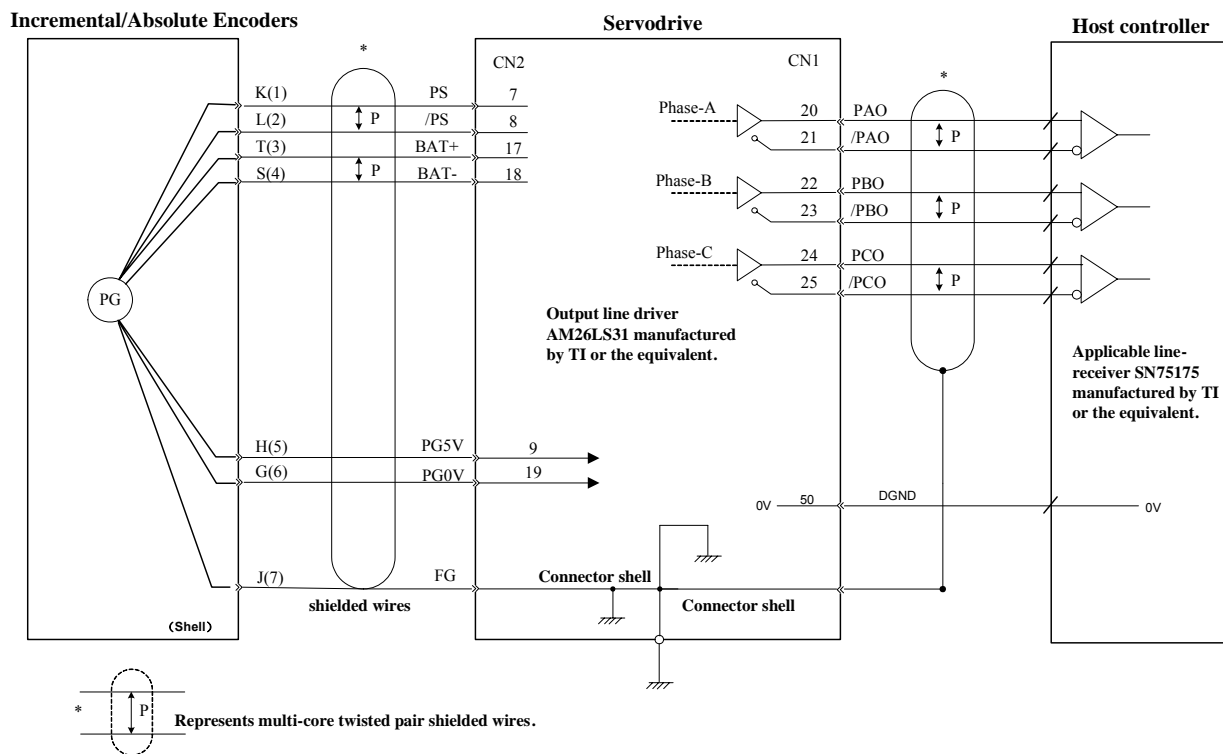 Incremental/Absolute Encoders
Servodrive
Host controller
*
CN2
CN1
*
K(1) PS 7
P
L(2) /PS 8
T(3) BAT+ 17
P
S(4) BAT- 18
Phase-A 20 PAO
P
21 /PAO
Phase-B 22 PBO
P
23 /PBO
Phase-C 24 PCO
P
25 /PCO
PG
Output line driver
AM26LS31 manufactured
by TI or the equivalent.
Applicable line-
receiver SN75175
manufactured by TI
or the equivalent.
H(5) PG5V 9
G(6) PG0V 19
0V 50 DGND 0V
J(7) FG
Connector shell
Connector shell
shielded wires
(Shell)
* P
Represents multi-core twisted pair shielded wires.